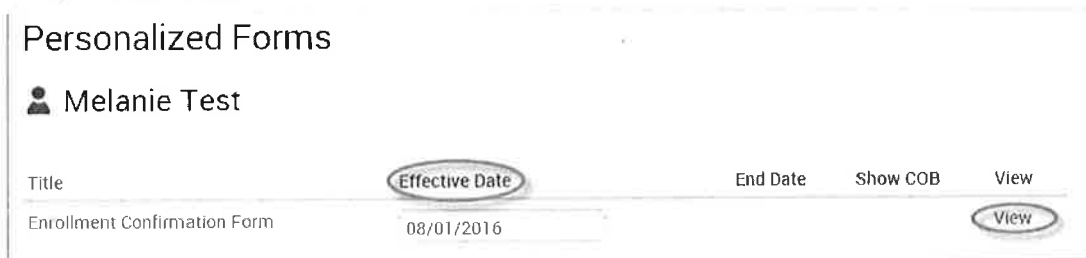 Personalized Forms
Melanie Test
Title Effective Date End Date Show COB View
Enrollment Confirmation Form 08/01/2016 View